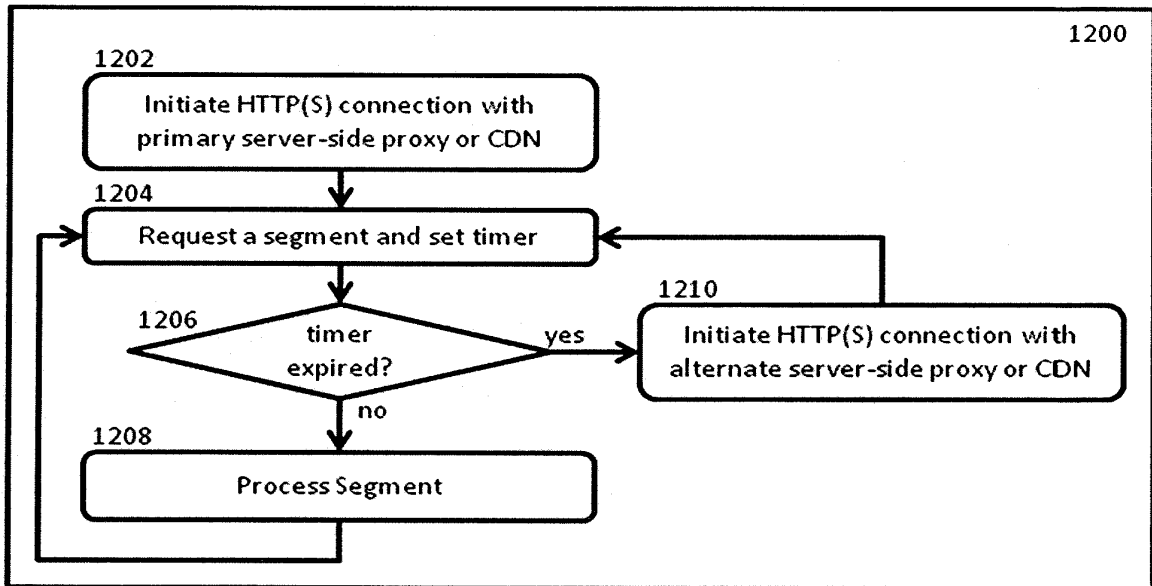 1200
1202
Initiate HTTP(S) connection with
primary server-side proxy or CDN
1204
Request a segment and set timer
1206
timer
expired?
yes
1210
Initiate HTTP(S) connection with
alternate server-side proxy or CDN
no
1208
Process Segment